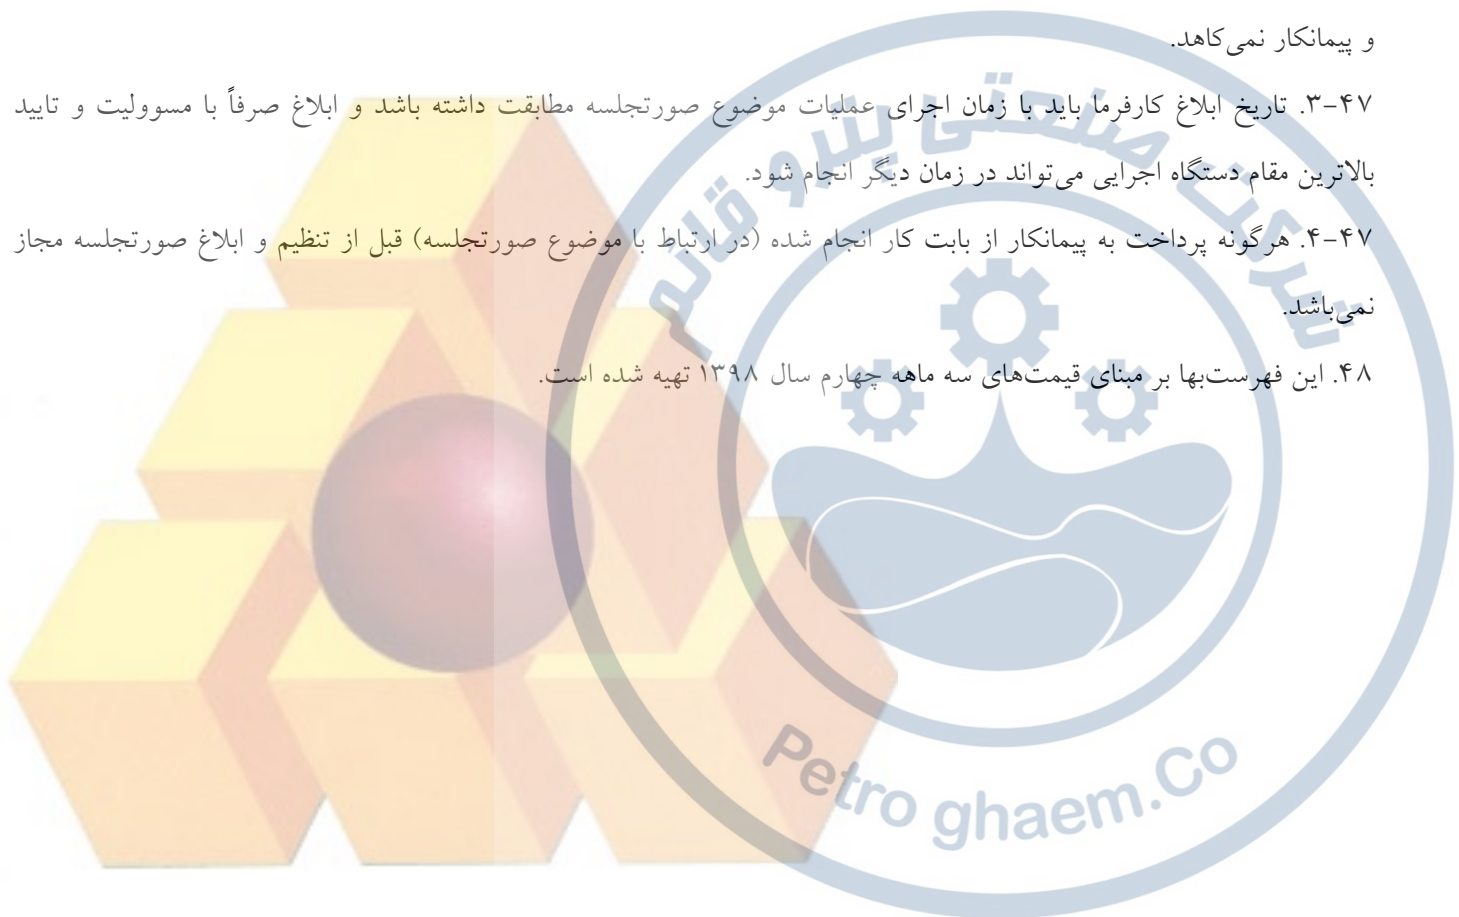 و پیمانکار نمی‌کاهد.
۴۷-۳. تاریخ ابلاغ کارفرما باید با زمان اجرای عملیات موضوع صورتجلسه مطابقت داشته باشد و ابلاغ صرفاً با مسوولیت و تایید
بالاترین مقام دستگاه اجرایی می‌تواند در زمان دیگر انجام شود.
۴۷-۴. هرگونه پرداخت به پیمانکار از بابت کار انجام شده (در ارتباط با موضوع صورتجلسه) قبل از تنظیم و ابلاغ صورتجلسه مجاز
نمی‌باشد.
۴۸. این فهرست‌بها بر مبنای قیمت‌های سه ماهه چهارم سال ۱۳۹۸ تهیه شده است.
شرکت صنعتی پترو قائم
Petro ghaem.Co